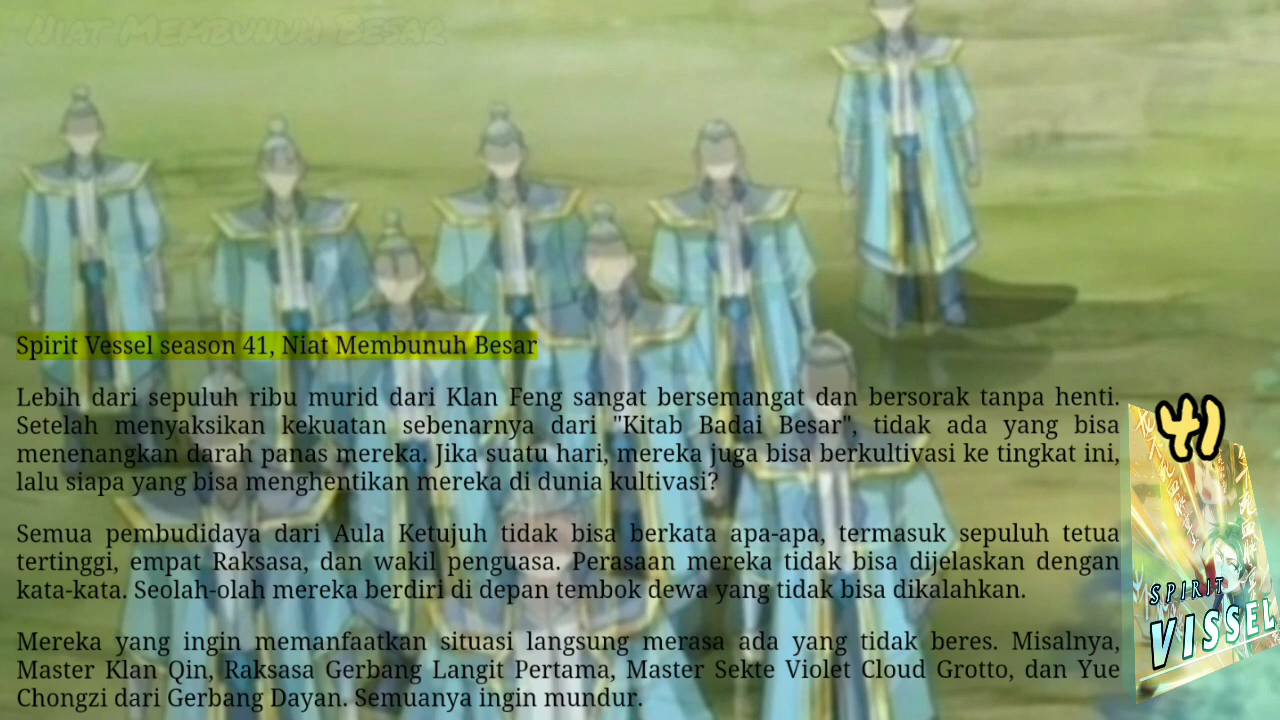 Niat Membunuh Besar
Spirit Vessel season 41, Niat Membunuh Besar
Lebih dari sepuluh ribu murid dari Klan Feng sangat bersemangat dan bersorak tanpa henti.
Setelah menyaksikan kekuatan sebenarnya dari "Kitab Badai Besar", tidak ada yang bisa
menenangkan darah panas mereka. Jika suatu hari, mereka juga bisa berkultivasi ke tingkat ini,
lalu siapa yang bisa menghentikan mereka di dunia kultivasi?
Semua pembudidaya dari Aula Ketujuh tidak bisa berkata apa-apa, termasuk sepuluh tetua
tertinggi, empat Raksasa, dan wakil penguasa. Perasaan mereka tidak bisa dijelaskan dengan
kata-kata. Seolah-olah mereka berdiri di depan tembok dewa yang tidak bisa dikalahkan.
Mereka yang ingin memanfaatkan situasi langsung merasa ada yang tidak beres. Misalnya,
Master Klan Qin, Raksasa Gerbang Langit Pertama, Master Sekte Violet Cloud Grotto, dan Yue
Chongzi dari Gerbang Dayan. Semuanya ingin mundur.
41
SPIRIT
VISSEL